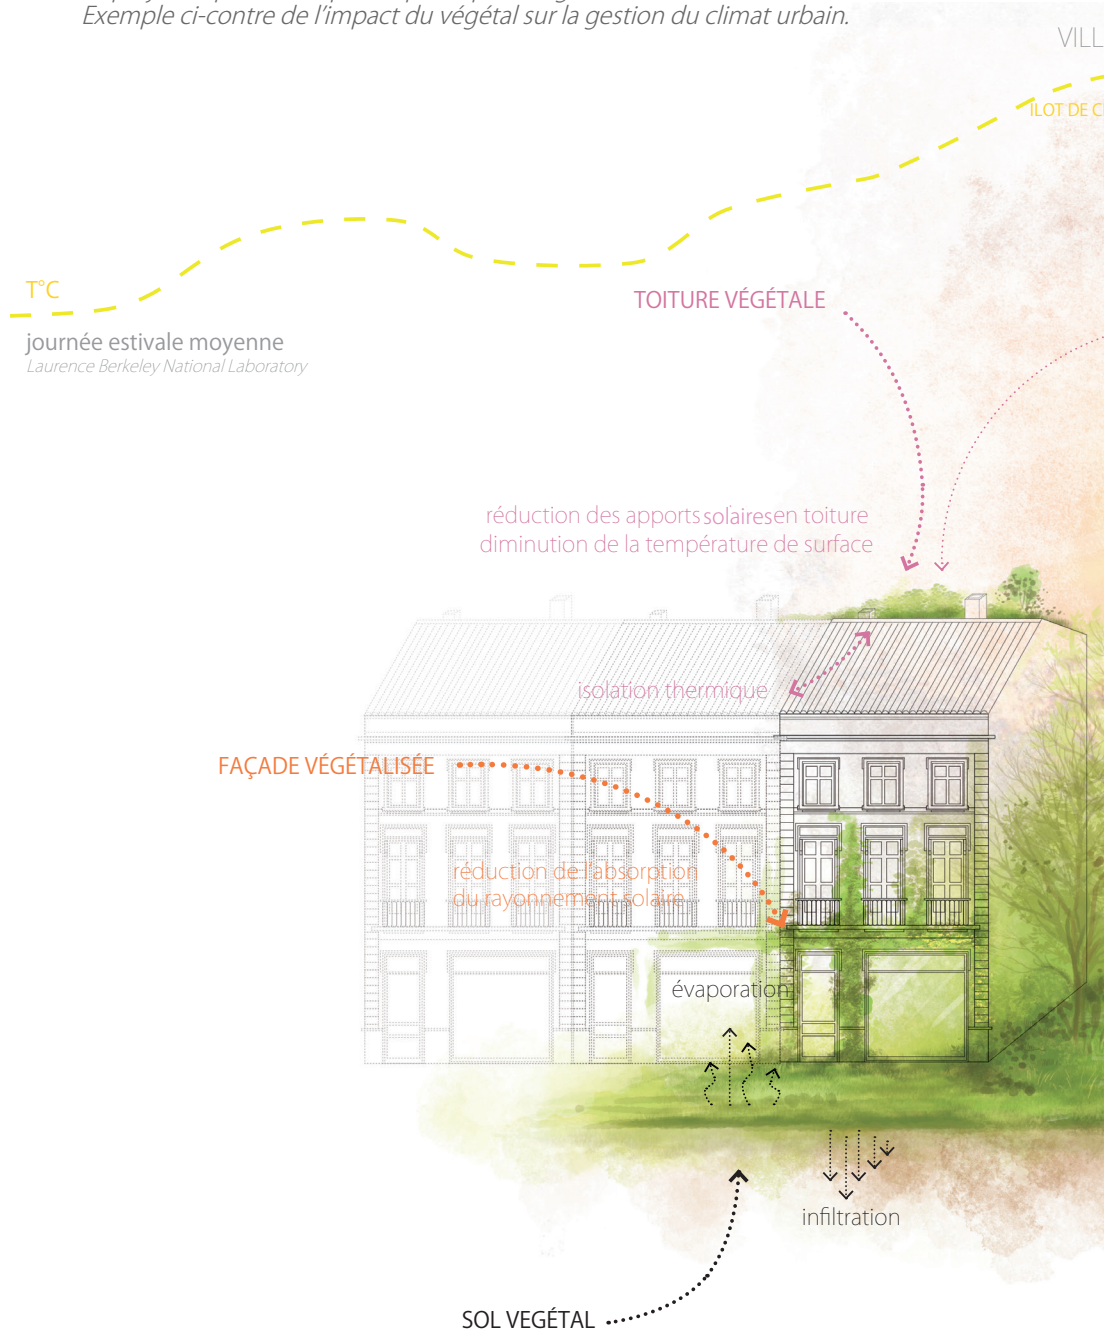 Exemple ci-contre de l'impact du végétal sur la gestion du climat urbain.
VILL
ILOT DE C
T°C
journée estivale moyenne
Laurence Berkeley National Laboratory
TOITURE VÉGÉTALE
réduction des apports solaires en toiture
diminution de la température de surface
isolation thermique
FAÇADE VÉGÉTALISÉE
réduction de l'absorption
du rayonnement solaire
évaporation
infiltration
SOL VEGÉTAL